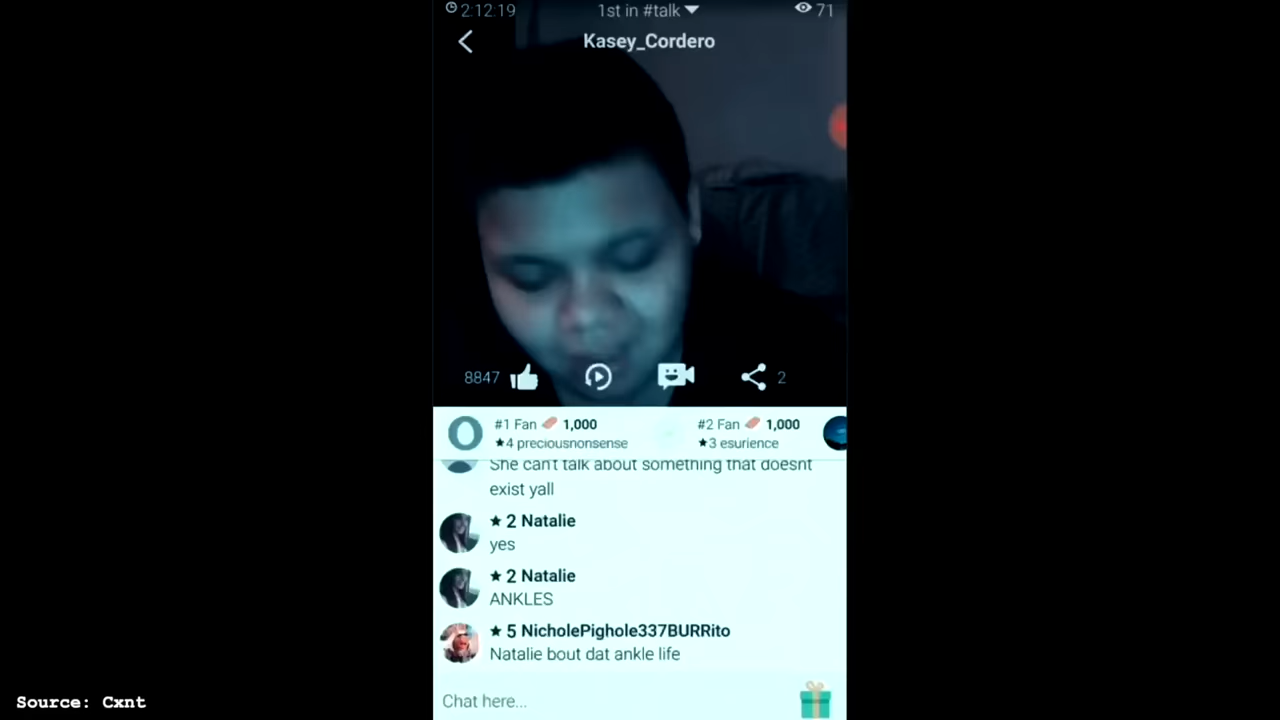 2:12:19
1st in #talk
71
Kasey_Cordero
8847
2
#1 Fan 1,000
★4 preciousnonsense
#2 Fan 1,000
★3 esurience
She can't talk about something that doesnt
exist yall
★ 2 Natalie
yes
★ 2 Natalie
ANKLES
★ 5 NicholePighole337BURRito
Natalie bout dat ankle life
Chat here...
Source: Cxnt